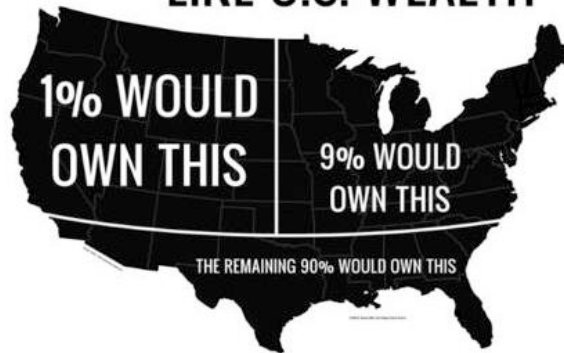 LIKE U.S. WEALTH
1% WOULD
OWN THIS
9% WOULD
OWN THIS
THE REMAINING 90% WOULD OWN THIS